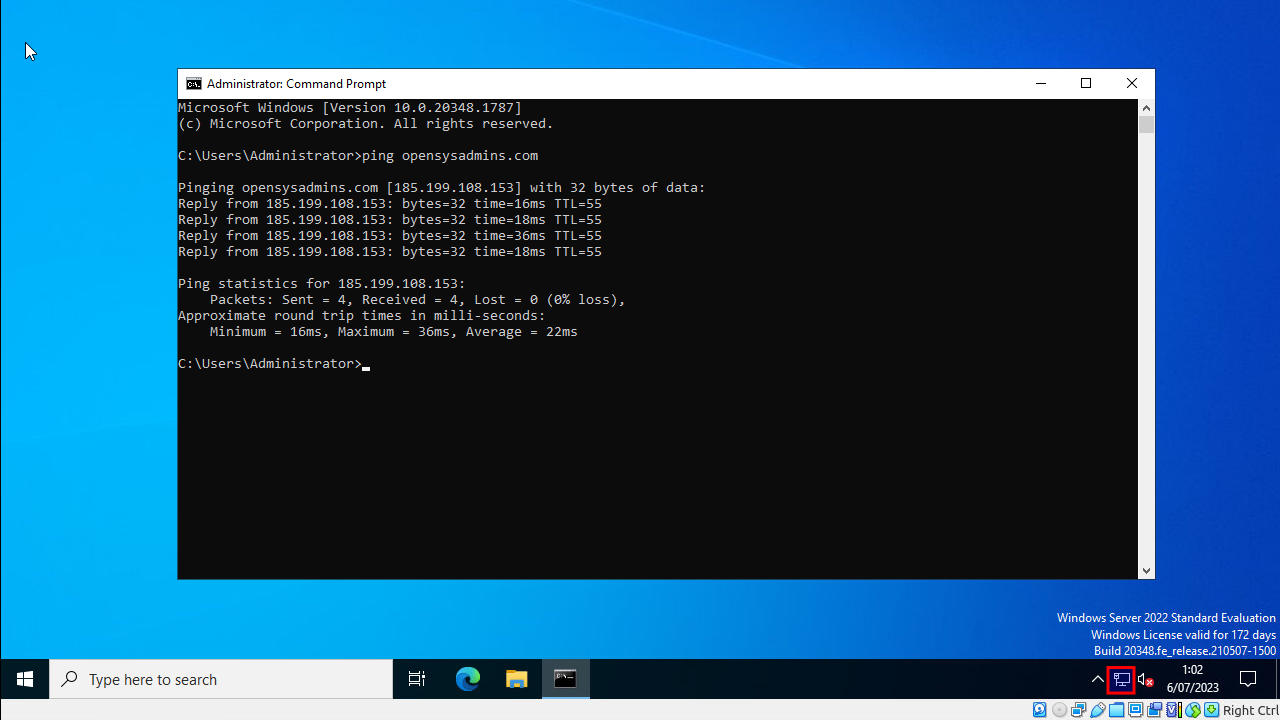 Administrator: Command Prompt
Microsoft Windows [Version 10.0.20348.1787]
(c) Microsoft Corporation. All rights reserved.
C:\Users\Administrator>ping opensysadmins.com
Pinging opensysadmins.com [185.199.108.153] with 32 bytes of data:
Reply from 185.199.108.153: bytes=32 time=16ms TTL=55
Reply from 185.199.108.153: bytes=32 time=18ms TTL=55
Reply from 185.199.108.153: bytes=32 time=36ms TTL=55
Reply from 185.199.108.153: bytes=32 time=18ms TTL=55
Ping statistics for 185.199.108.153:
    Packets: Sent = 4, Received = 4, Lost = 0 (0% loss),
Approximate round trip times in milli-seconds:
    Minimum = 16ms, Maximum = 36ms, Average = 22ms
C:\Users\Administrator>
Windows Server 2022 Standard Evaluation
Windows License valid for 172 days
Build 20348.fe_release.210507-1500
Type here to search
1:02
6/07/2023
Right Ctrl